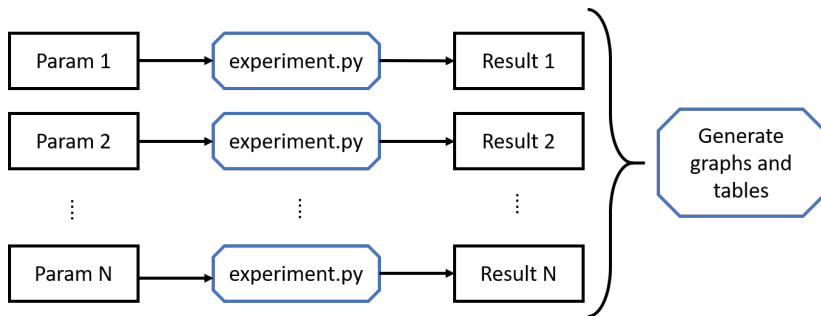 Param 1
experiment.py
Result 1
Param 2
experiment.py
Result 2
Param N
experiment.py
Result N
Generate
graphs and
tables